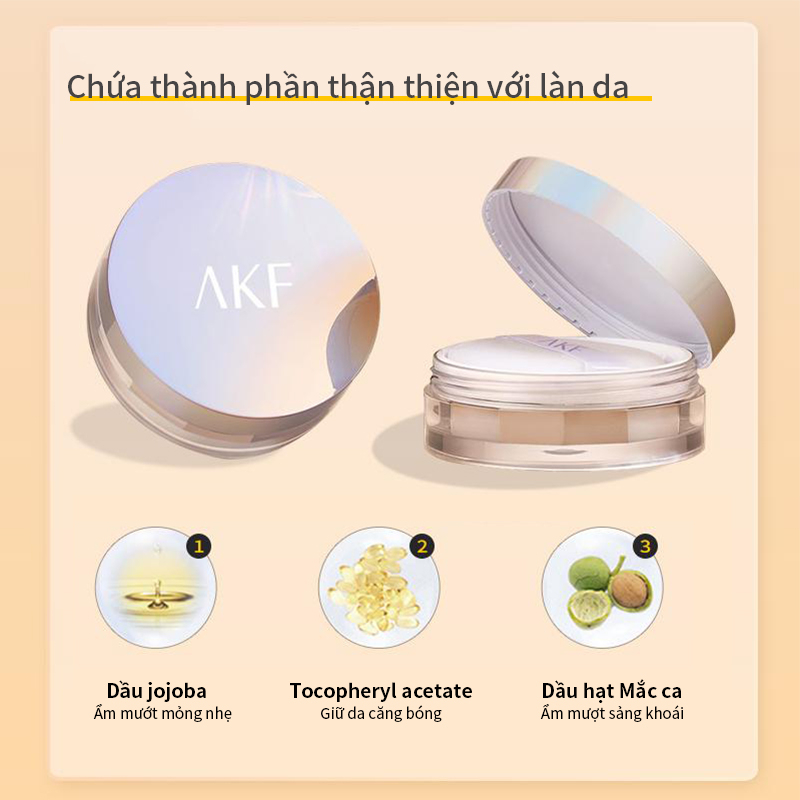 Chứa thành phần thận thiện với làn da
AKF
AKF
1
2
3
Dầu jojoba
Tocopheryl acetate
Dầu hạt Mắc ca
Ẩm mướt mỏng nhẹ
Giữ da căng bóng
Ẩm mượt sảng khoái